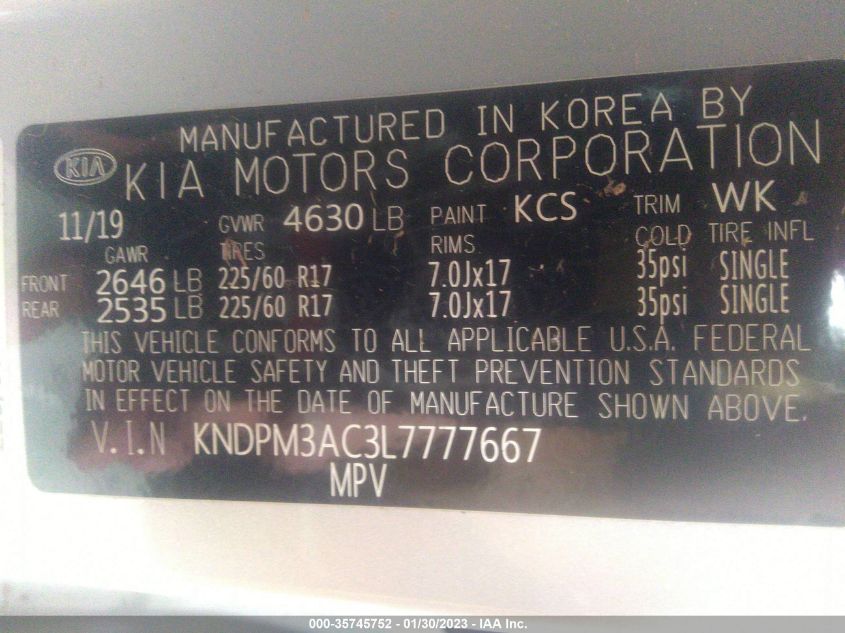 MANUFACTURED IN KOREA BY
KIA KIA MOTORS CORPORATION
11/19 GVWR 4630 LB PAINT KCS TRIM WK
GAWR TIRES RIMS COLD TIRE INFL
FRONT 2646 LB 225/60 R17 7.0Jx17 35psi SINGLE
REAR 2535 LB 225/60 R17 7.0Jx17 35psi SINGLE
THIS VEHICLE CONFORMS TO ALL APPLICABLE U.S.A. FEDERAL
MOTOR VEHICLE SAFETY AND THEFT PREVENTION STANDARDS
IN EFFECT ON THE DATE OF MANUFACTURE SHOWN ABOVE.
V.I.N KNDPM3AC3L7777667
MPV
000-35745752 - 01/30/2023 - IAA Inc.